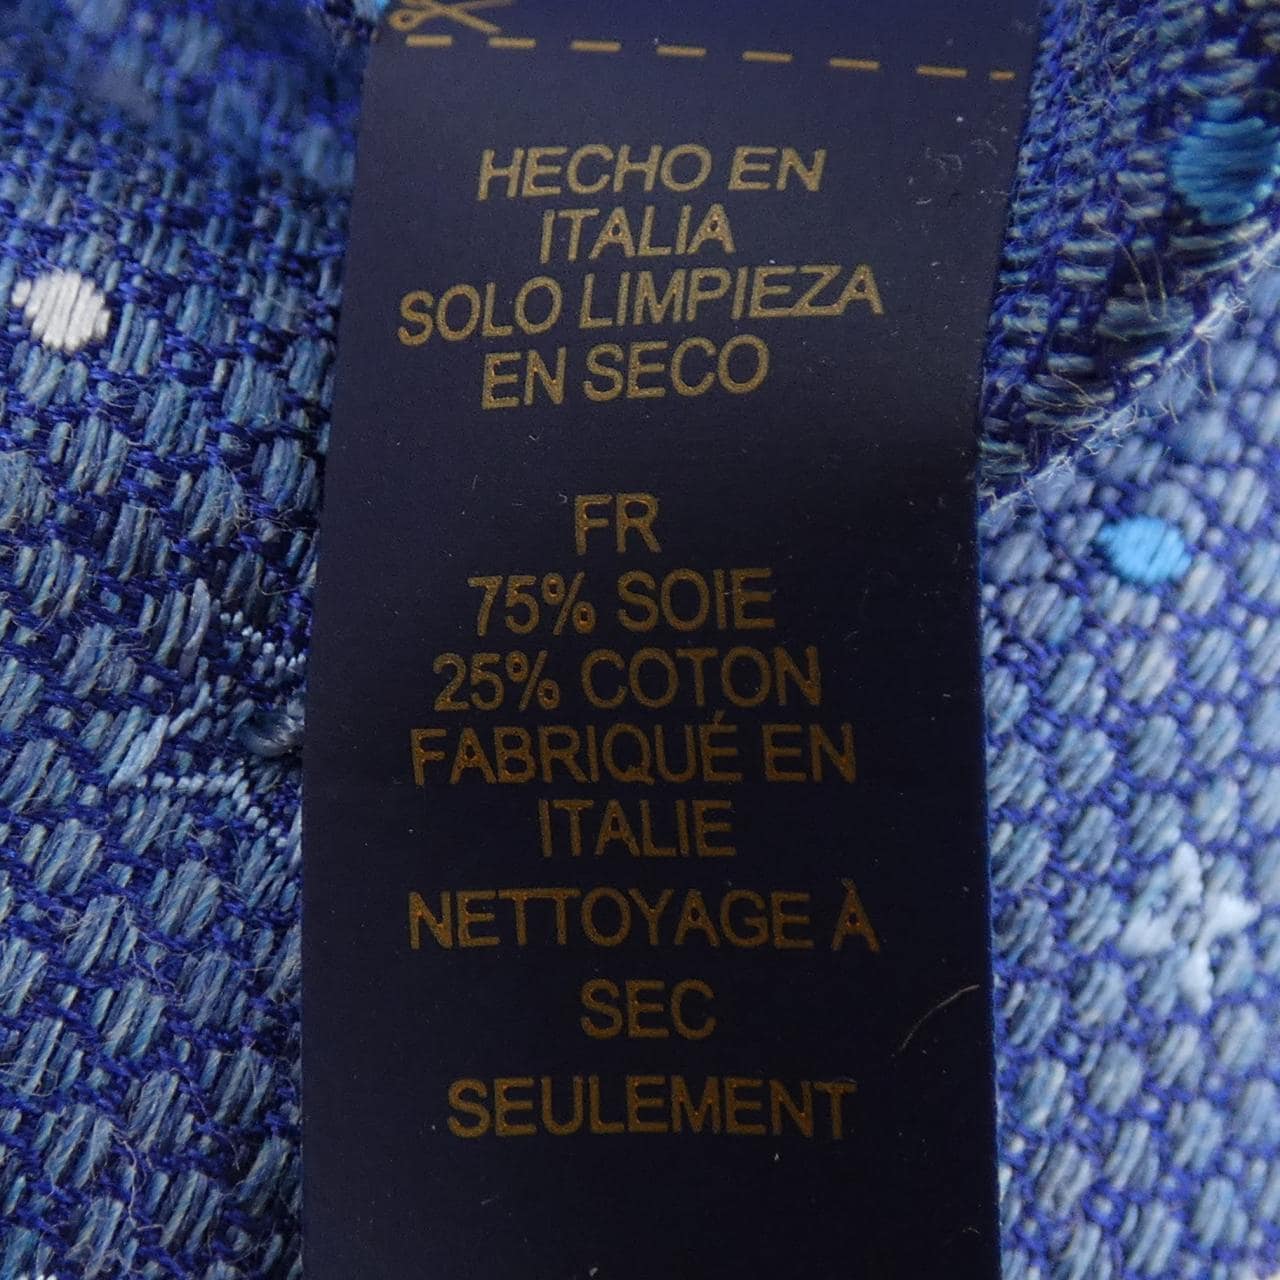 HECHO EN
ITALIA
SOLO LIMPIEZA
EN SECO
FR
75% SOIE
25% COTON
FABRIQUÉ EN
ITALIE
NETTOYAGE À
SEC
SEULEMENT